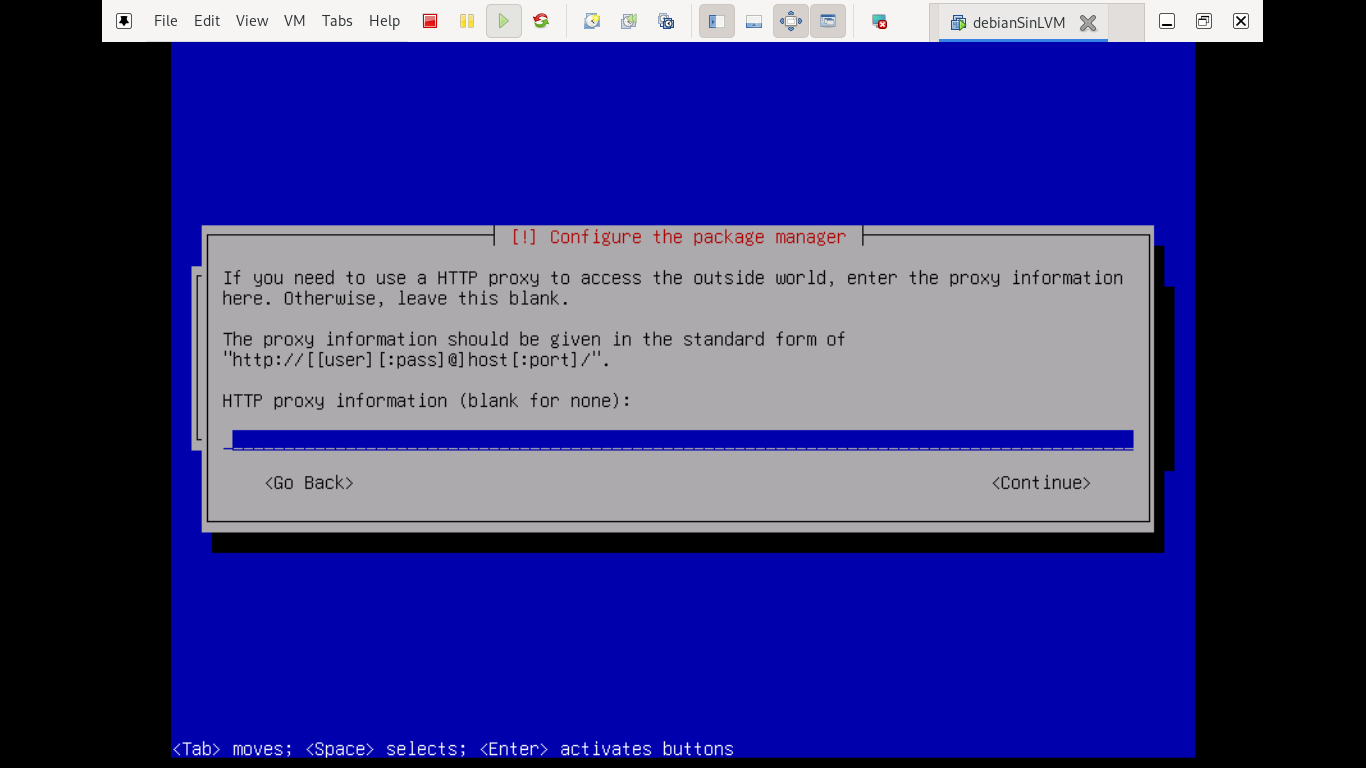 File Edit View VM Tabs Help debianSinLVM
[!] Configure the package manager
If you need to use a HTTP proxy to access the outside world, enter the proxy information
here. Otherwise, leave this blank.
The proxy information should be given in the standard form of
"http://[[user][:pass]@]host[:port]/".
HTTP proxy information (blank for none):
<Go Back> <Continue>
<Tab> moves; <Space> selects; <Enter> activates buttons